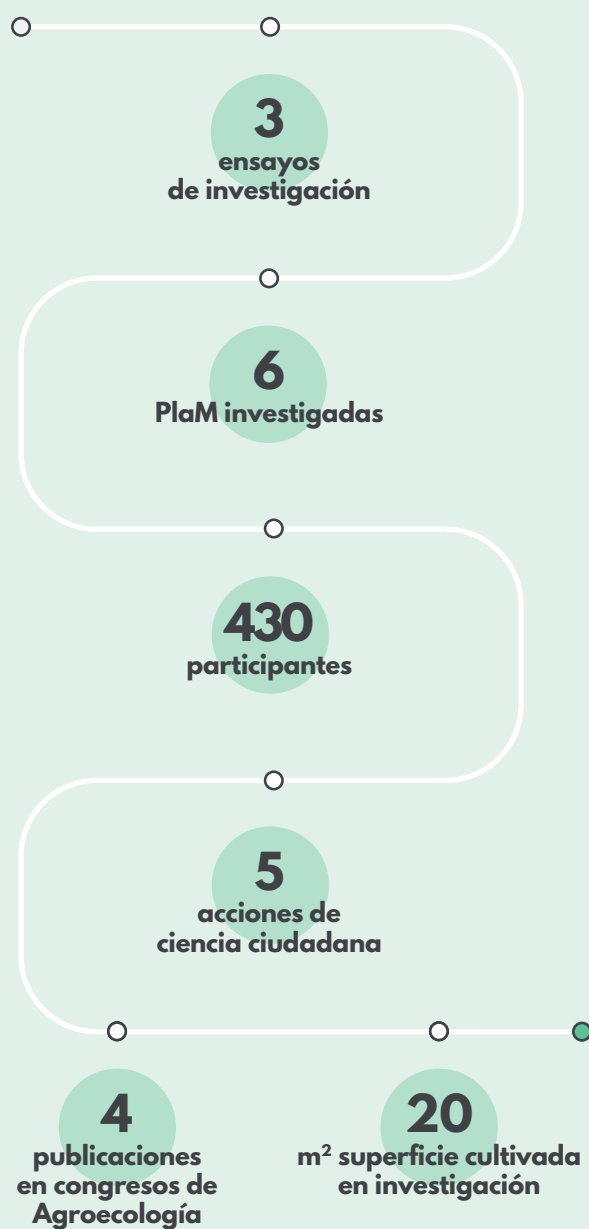 3
ensayos
de investigación
6
PlaM investigadas
430
participantes
5
acciones de
ciencia ciudadana
4
publicaciones
en congresos de
Agroecología
20
m² superficie cultivada
en investigación